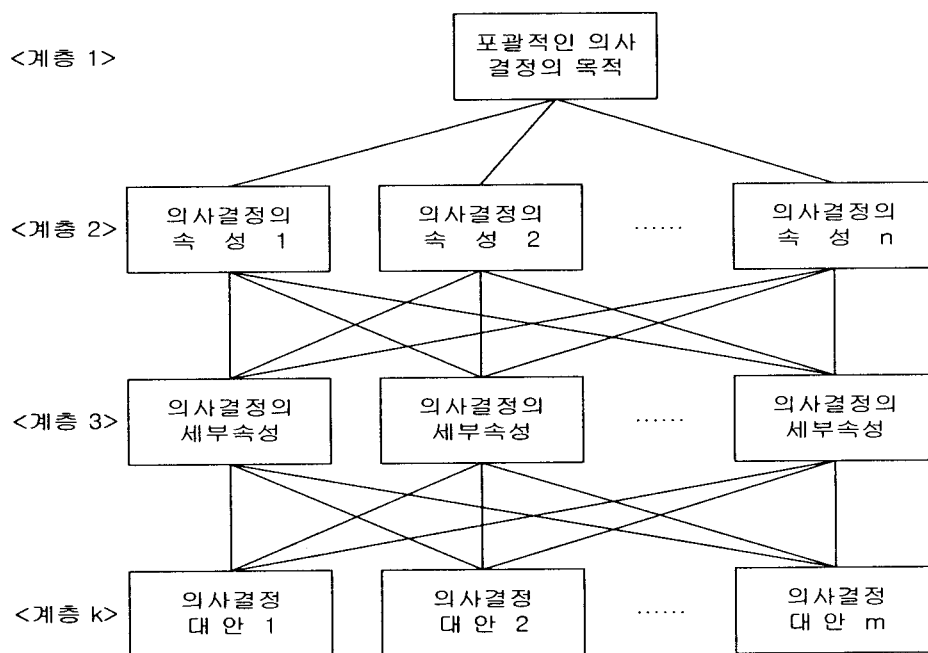 <계층 1>
포괄적인 의사
결정의 목적
<계층 2>
의사결정의
속 성 1
의사결정의
속 성 2
······
의사결정의
속 성 n
<계층 3>
의사결정의
세부속성
의사결정의
세부속성
······
의사결정의
세부속성
<계층 k>
의사결정
대 안 1
의사결정
대 안 2
······
의사결정
대 안 m